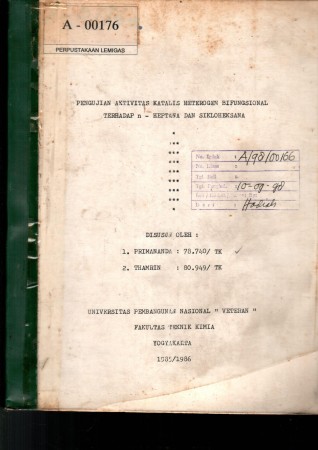 A - 00176
PERPUSTAKAAN LEMIGAS
PENGUJIAN AKTIVITAS KATALIS HETEROGEN BIFUNGSIONAL
TERHADAP n - HEPTANA DAN SIKLOHEKSANA
: A/98/00166
10-09-98
Hadiah
DISUSUN OLEH :
1. PRIMANANDA : 78.740/ TK ✓
2. THAMRIN : 80.949/ TK
UNIVERSITAS PEMBANGUNAN NASIONAL " VETERAN "
FAKULTAS TEKNIK KIMIA
YOGYAKARTA
1985/1986